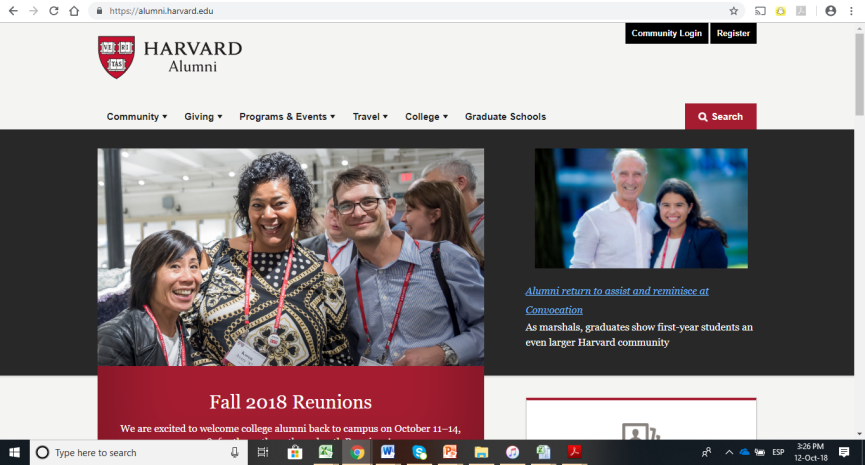 https://alumni.harvard.edu
Community Login Register
VE RI
TAS
HARVARD
Alumni
Community Giving Programs & Events Travel College Graduate Schools Search
Alumni return to assist and reminisce at
Convocation
As marshals, graduates show first-year students an
even larger Harvard community
Fall 2018 Reunions
We are excited to welcome college alumni back to campus on October 11–14,
Type here to search
ESP
3:26 PM
12-Oct-18